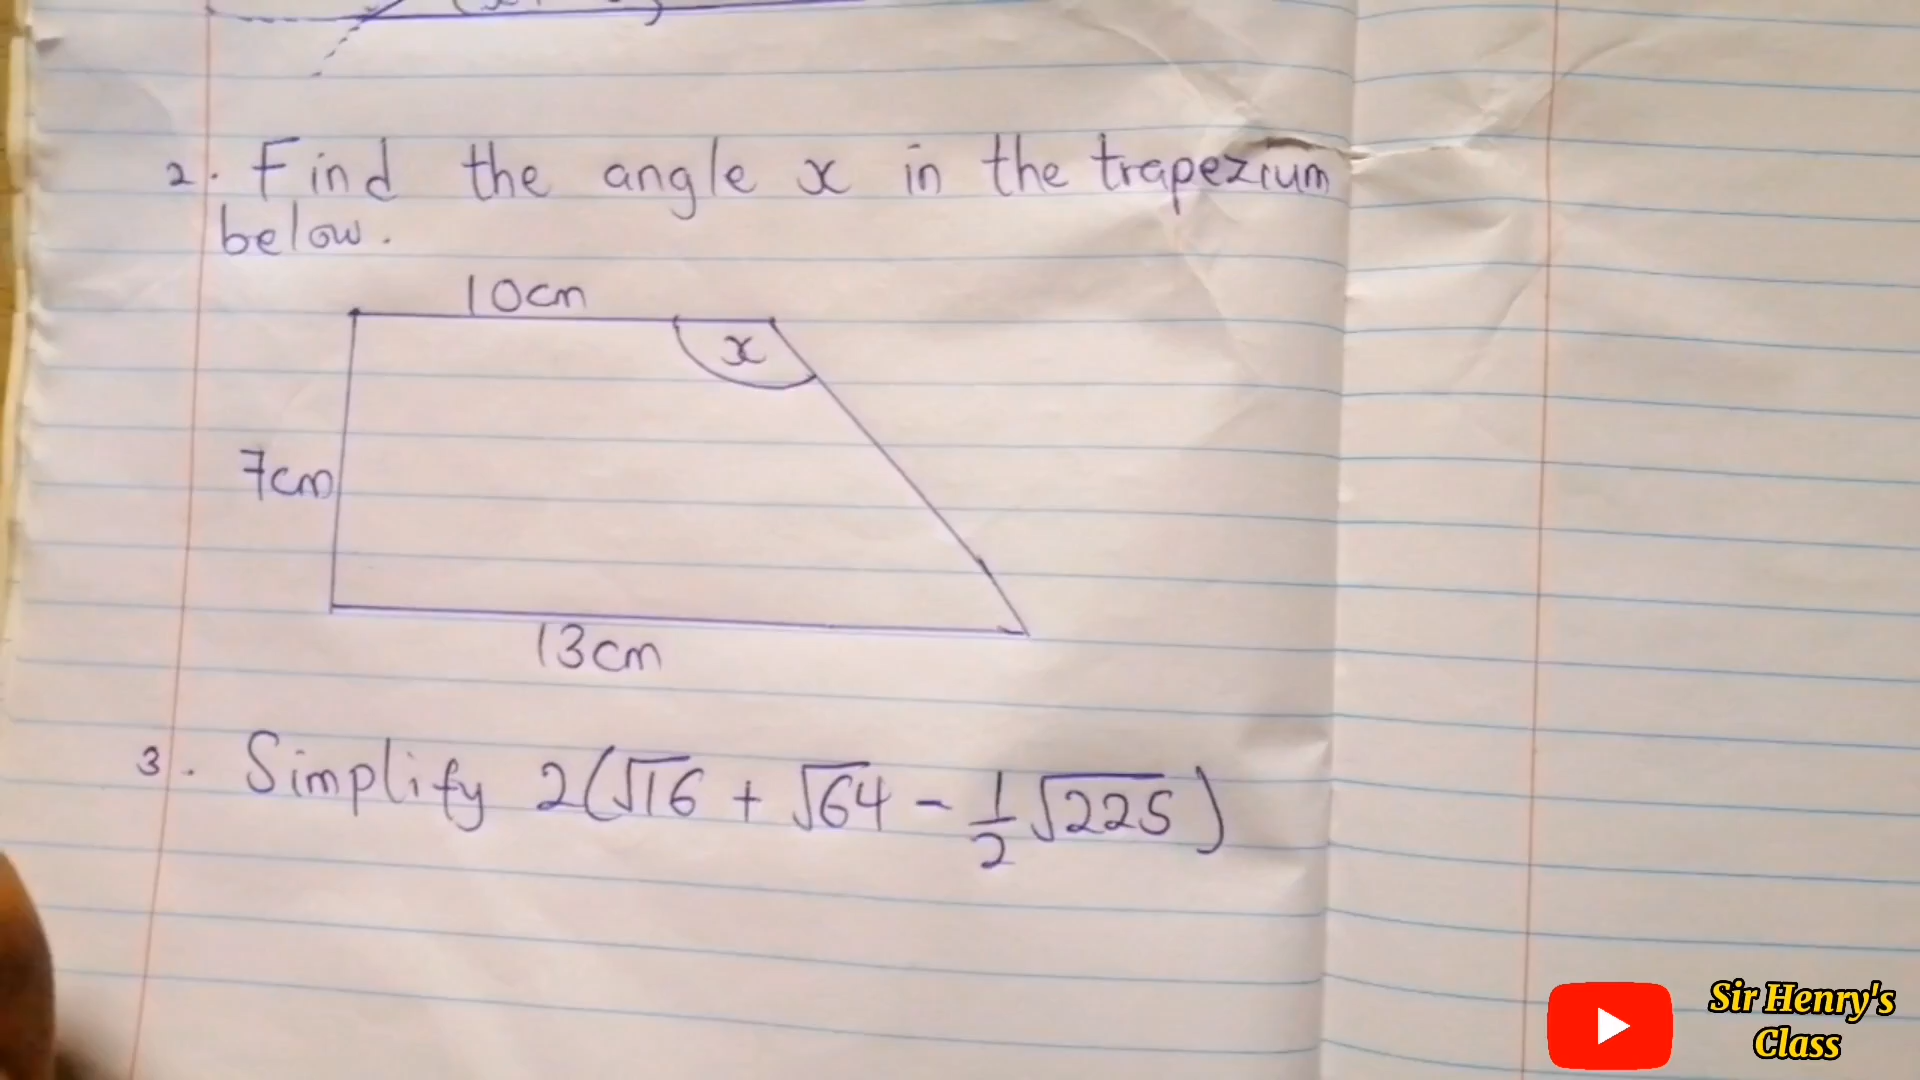 2. Find the angle x in the trapezium
below.
10cm
x
7cm
13cm
3. Simplify 2(√16 + √64 - 1/2 √225)
Sir Henry's
Class